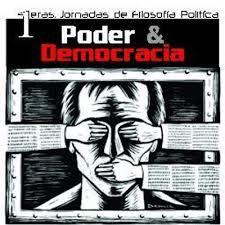 1eras. Jornadas de Filosofía Política
Poder &
Democracia